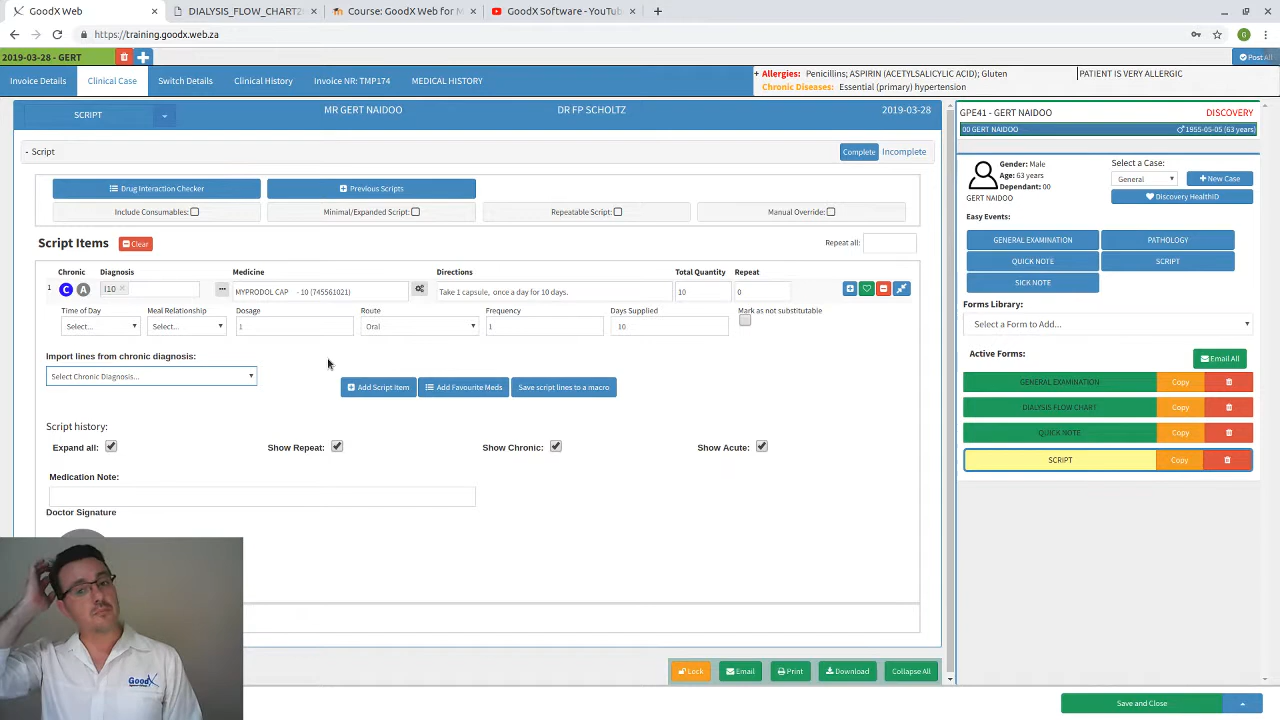 GoodX Web
DIALYSIS_FLOW_CHART2
Course: GoodX Web for M
GoodX Software - YouTub
https://training.goodx.web.za
G
2019-03-28 - GERT
Post All
Invoice Details
Clinical Case
Switch Details
Clinical History
Invoice NR: TMP174
MEDICAL HISTORY
+ Allergies: Penicillins; ASPIRIN (ACETYLSALICYLIC ACID); Gluten
Chronic Diseases: Essential (primary) hypertension
PATIENT IS VERY ALLERGIC
SCRIPT
MR GERT NAIDOO
DR FP SCHOLTZ
2019-03-28
- Script
Complete
Incomplete
Drug Interaction Checker
Previous Scripts
Include Consumables:
Minimal/Expanded Script:
Repeatable Script:
Manual Override:
Script Items
Clear
Repeat all:
Chronic Diagnosis Medicine Directions Total Quantity Repeat
1 C A I10 MYPRODOL CAP - 10 (745561021) Take 1 capsule, once a day for 10 days. 10 0
Time of Day Meal Relationship Dosage Route Frequency Days Supplied Mark as not substitutable
Select... Select... 1 Oral 1 10
Import lines from chronic diagnosis:
Select Chronic Diagnosis...
Add Script Item
Add Favourite Meds
Save script lines to a macro
Script history:
Expand all:
Show Repeat:
Show Chronic:
Show Acute:
Medication Note:
Doctor Signature
GoodX
Lock
Email
Print
Download
Collapse All
GPE41 - GERT NAIDOO
DISCOVERY
00 GERT NAIDOO
1955-05-05 (63 years)
Gender: Male
Age: 63 years
Dependant: 00
GERT NAIDOO
Select a Case:
General
New Case
Discovery HealthID
Easy Events:
GENERAL EXAMINATION
PATHOLOGY
QUICK NOTE
SCRIPT
SICK NOTE
Forms Library:
Select a Form to Add...
Active Forms:
Email All
GENERAL EXAMINATION Copy
DIALYSIS FLOW CHART Copy
QUICK NOTE Copy
SCRIPT Copy
Save and Close